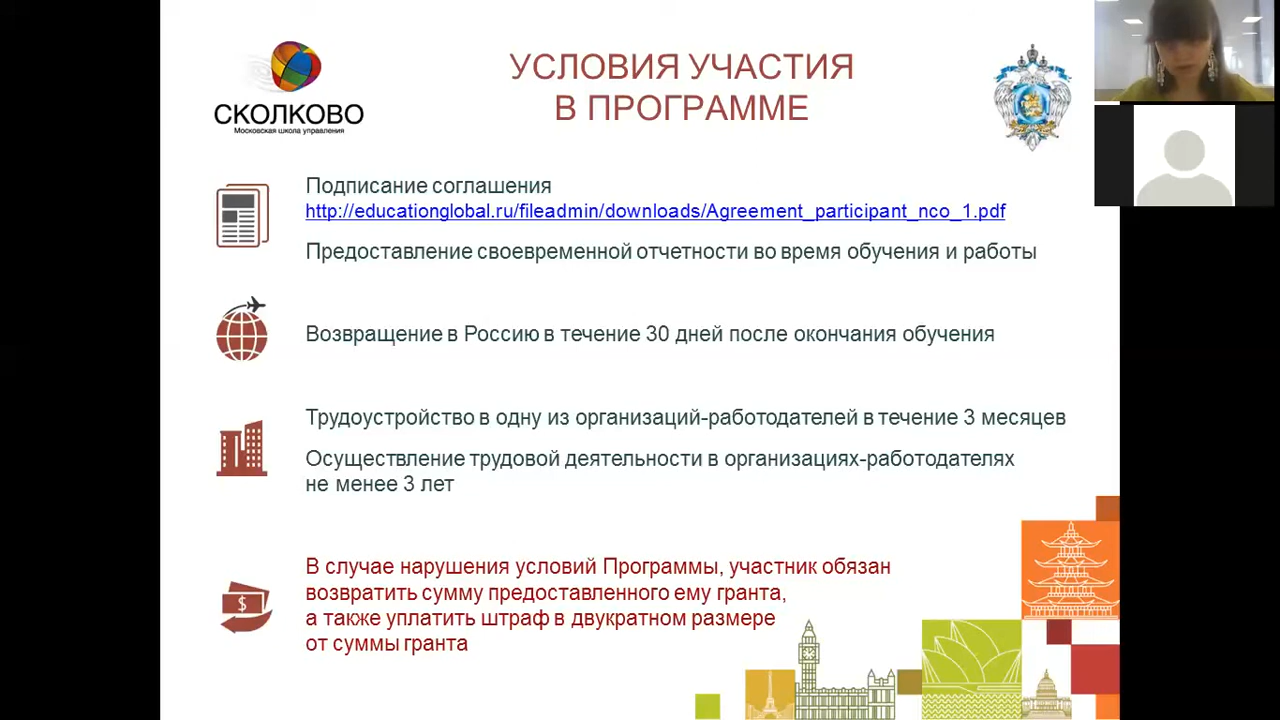 УСЛОВИЯ УЧАСТИЯ
В ПРОГРАММЕ
СКОЛКОВО
Московская школа управления
Подписание соглашения
http://educationglobal.ru/fileadmin/downloads/Agreement_participant_nco_1.pdf
Предоставление своевременной отчетности во время обучения и работы
Возвращение в Россию в течение 30 дней после окончания обучения
Трудоустройство в одну из организаций-работодателей в течение 3 месяцев
Осуществление трудовой деятельности в организациях-работодателях
не менее 3 лет
$
В случае нарушения условий Программы, участник обязан
возвратить сумму предоставленного ему гранта,
а также уплатить штраф в двукратном размере
от суммы гранта